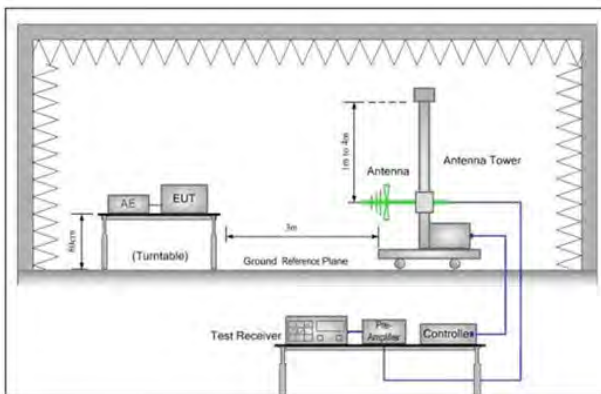 1m to 4m
Antenna
Antenna Tower
AE
EUT
80cm
(Turntable)
3m
Ground Reference Plane
Test Receiver
Pre-
Amplifier
Controller